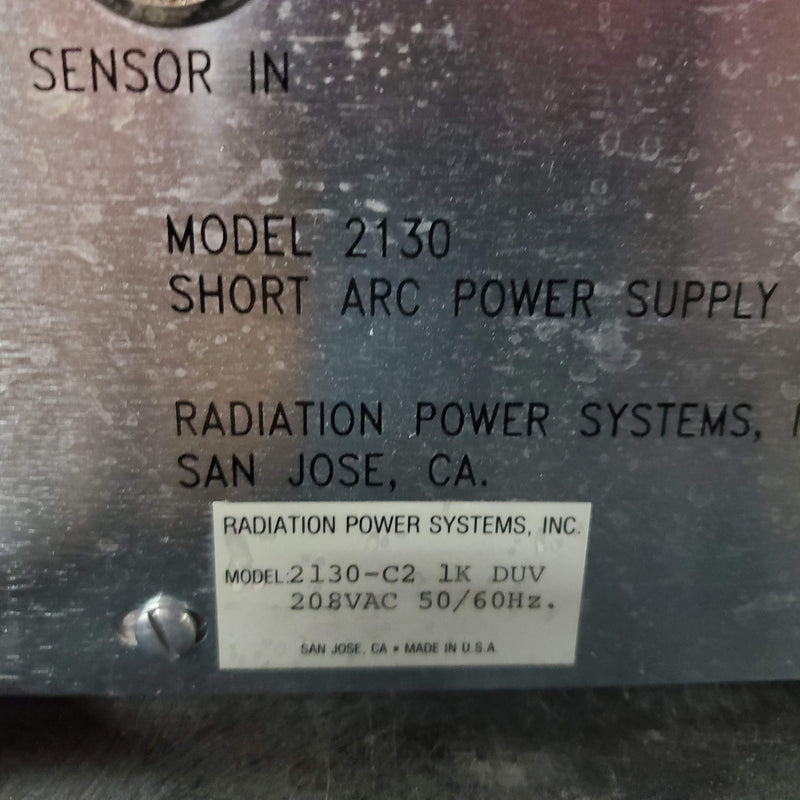 SENSOR IN
MODEL 2130
SHORT ARC POWER SUPPLY
RADIATION POWER SYSTEMS,
SAN JOSE, CA.
RADIATION POWER SYSTEMS, INC.
MODEL:2130-C2 1K DUV
208VAC 50/60Hz.
SAN JOSE, CA • MADE IN U.S.A.